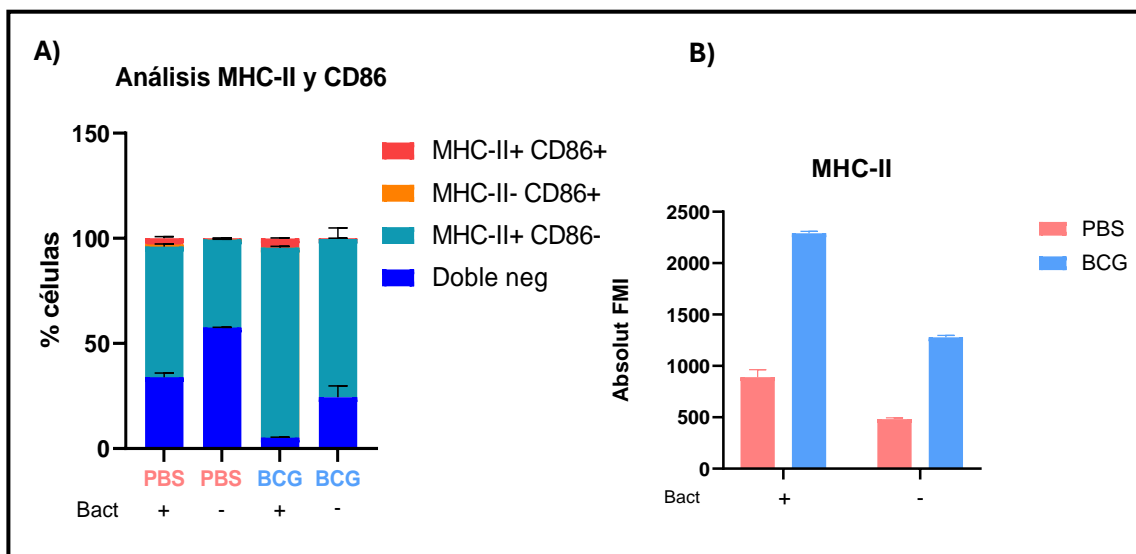 A)
Análisis MHC-II y CD86
150
100
50
0
% células
MHC-II+ CD86+
MHC-II- CD86+
MHC-II+ CD86-
Doble neg
PBS PBS BCG BCG
Bact + - + -
B)
MHC-II
2500
2000
1500
1000
500
0
Absolut FMI
PBS
BCG
Bact + -